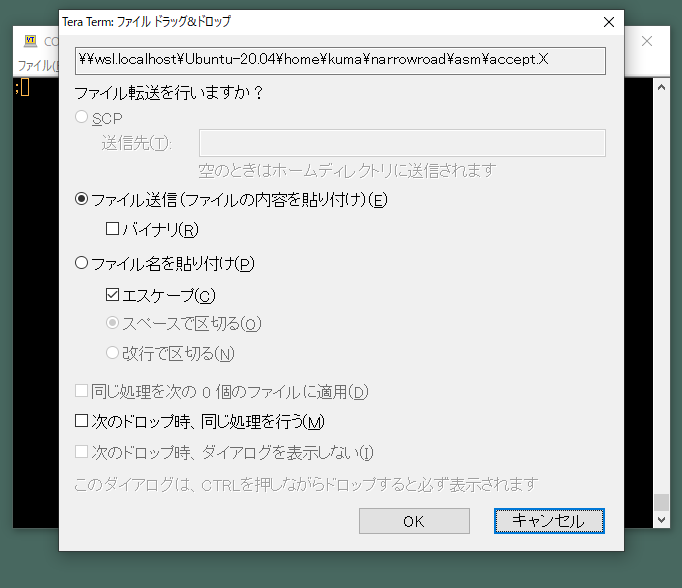 Tera Term: ファイル ドラッグ&ドロップ
VT CO
ファイル(
;
\\wsl.localhost\Ubuntu-20.04\home\kuma\narrowroad\asm\accept.X
ファイル転送を行いますか？
SCP
送信先(T):
空のときはホームディレクトリに送信されます
ファイル送信(ファイルの内容を貼り付け)(E)
バイナリ(R)
ファイル名を貼り付け(P)
エスケープ(C)
スペースで区切る(O)
改行で区切る(N)
同じ処理を次の 0 個のファイルに適用(D)
次のドロップ時、同じ処理を行う(M)
次のドロップ時、ダイアログを表示しない(I)
このダイアログは、CTRLを押しながらドロップすると必ず表示されます
OK
キャンセル